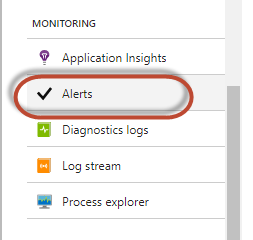 MONITORING
Application Insights
Alerts
Diagnostics logs
Log stream
Process explorer